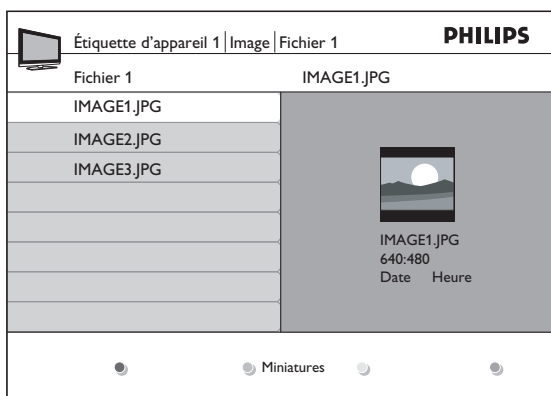 Étiquette d'appareil 1 | Image | Fichier 1 PHILIPS
Fichier 1 IMAGE1.JPG
IMAGE1.JPG
IMAGE2.JPG
IMAGE3.JPG
IMAGE1.JPG
640:480
Date Heure
Miniatures